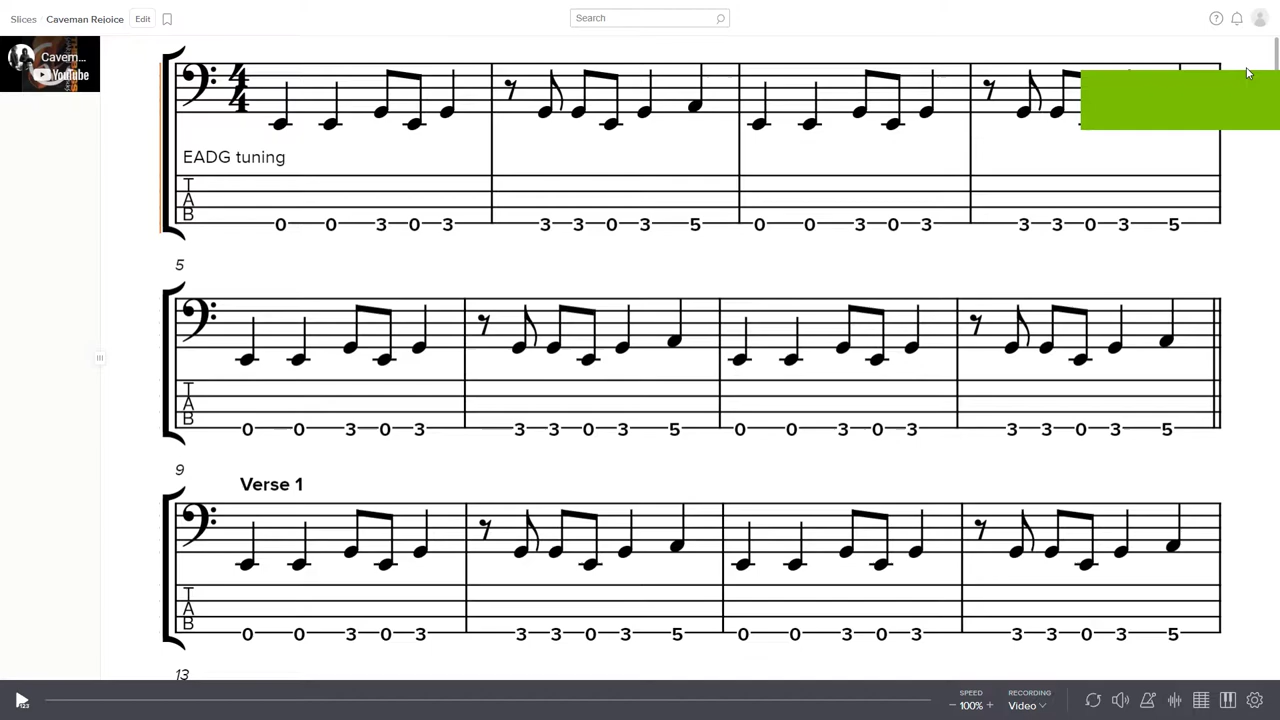 Slices / Caveman Rejoice Edit
Search
Cavem...
YouTube
4
4
EADG tuning
T
A
B
0 0 3 0 3 3 3 0 3 5 0 0 3 0 3 3 3 0 3 5
5
T
A
B
0 0 3 0 3 3 3 0 3 5 0 0 3 0 3 3 3 0 3 5
9
Verse 1
T
A
B
0 0 3 0 3 3 3 0 3 5 0 0 3 0 3 3 3 0 3 5
13
123
SPEED
− 100% +
RECORDING
Video